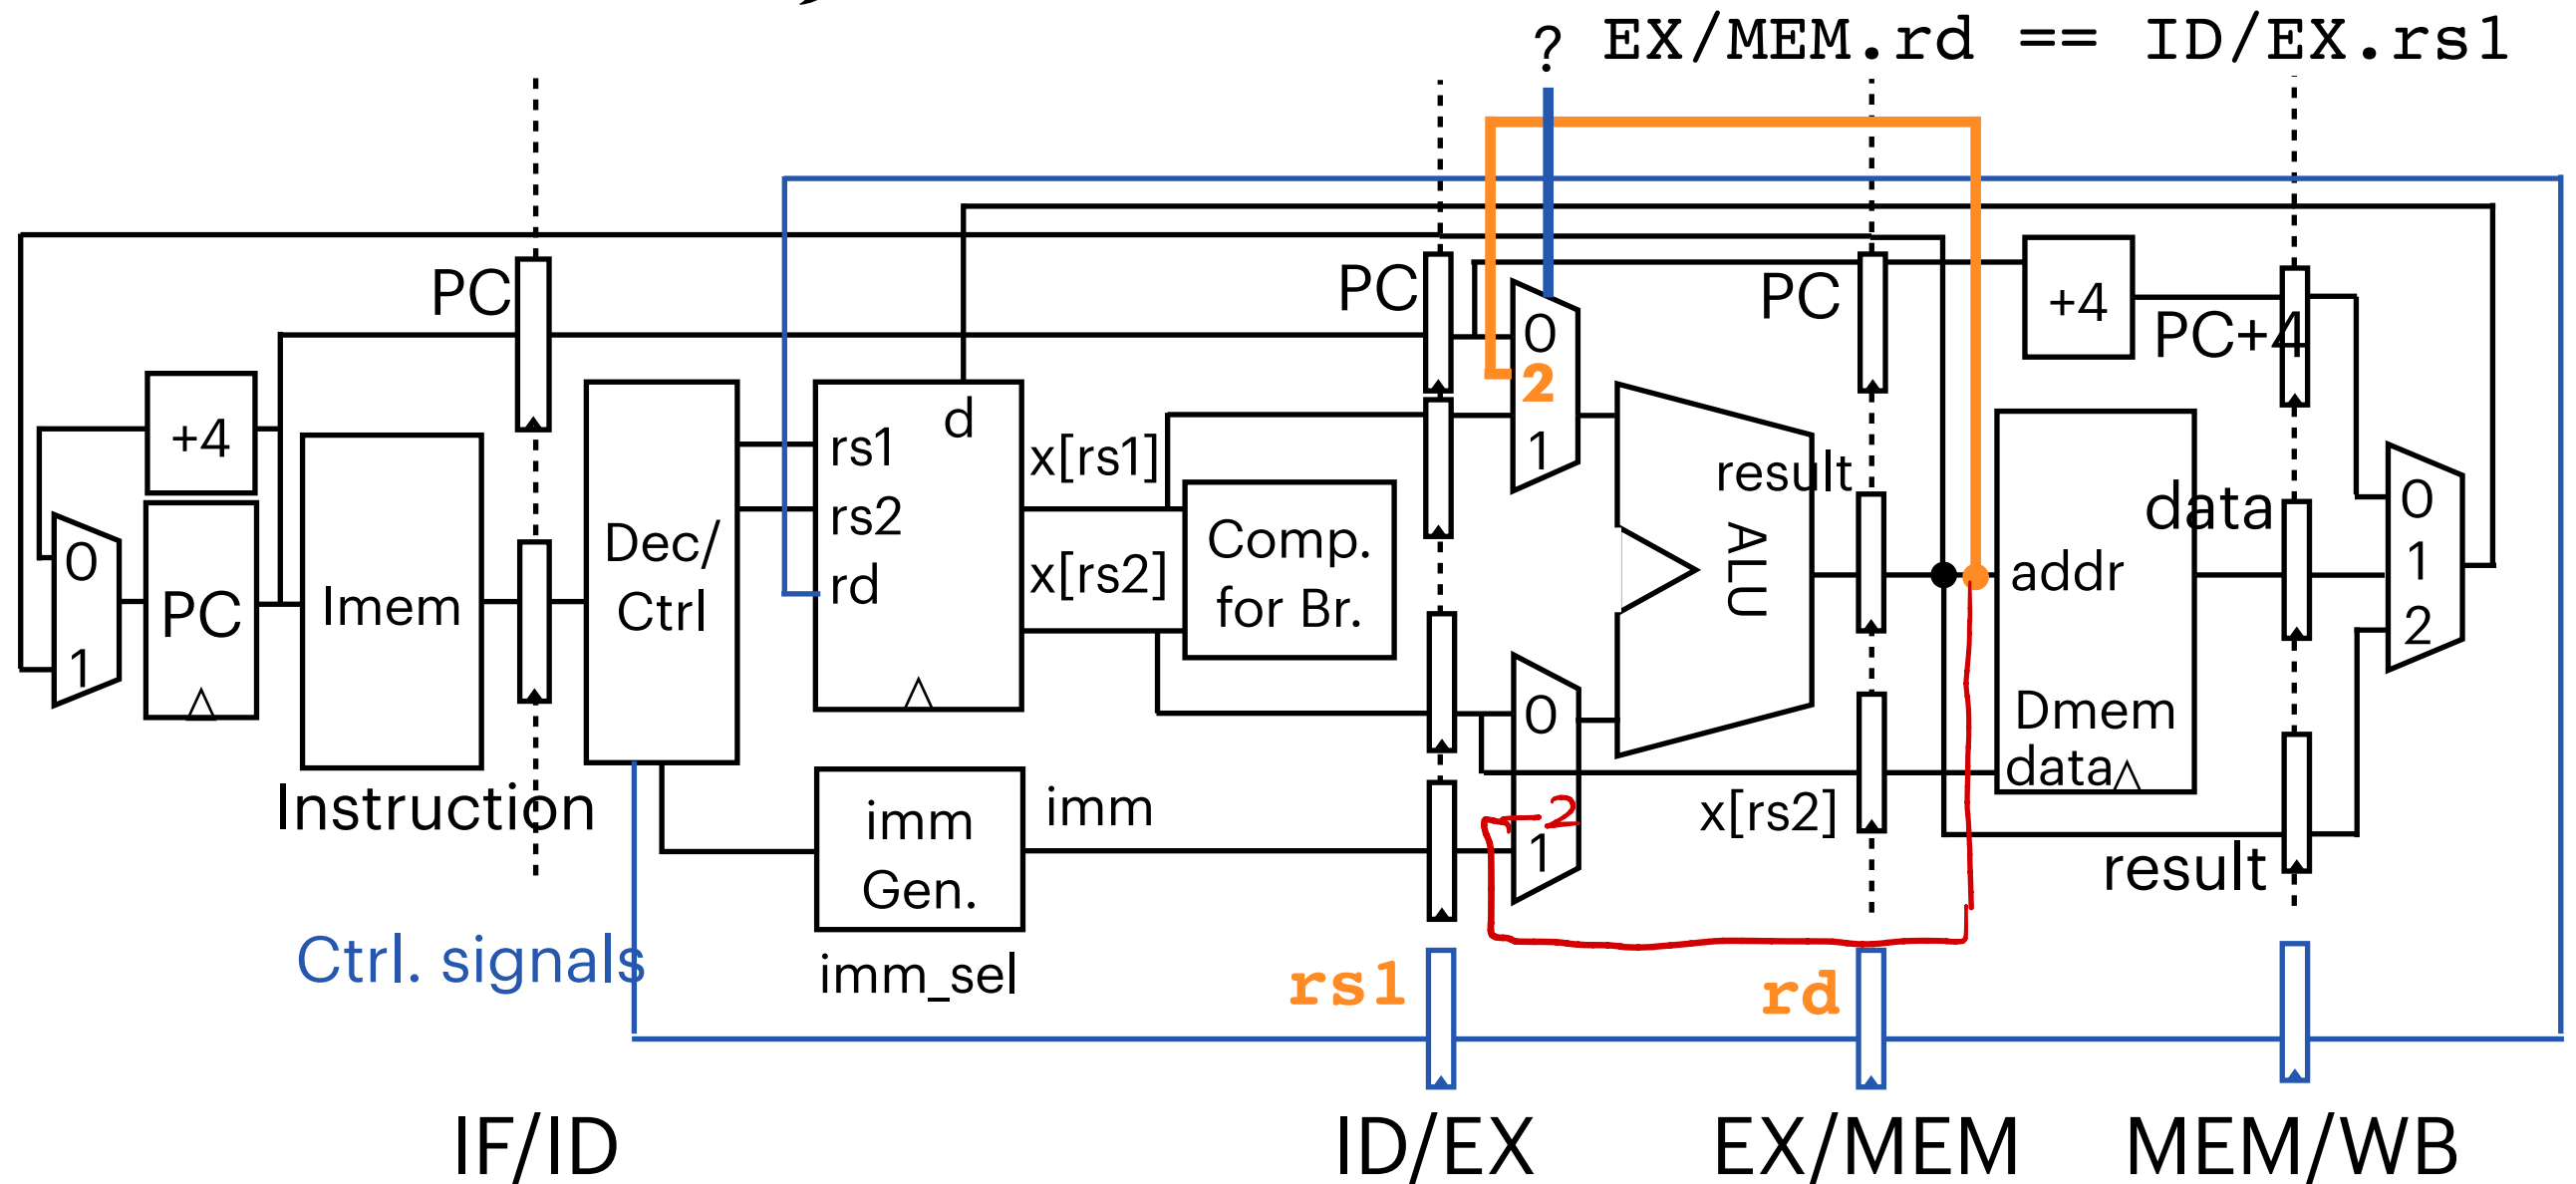 ? EX/MEM.rd == ID/EX.rs1
PC
PC
PC
+4
PC+4
0
2
1
+4
d
rs1
rs2
rd
x[rs1]
x[rs2]
Comp.
for Br.
result
ALU
data
addr
Dmem
data
0
1
2
0
1
PC
Imem
Dec/
Ctrl
0
2
1
Instruction
imm
Gen.
imm
x[rs2]
result
Ctrl. signals
imm_sel
rs1
rd
IF/ID
ID/EX
EX/MEM
MEM/WB